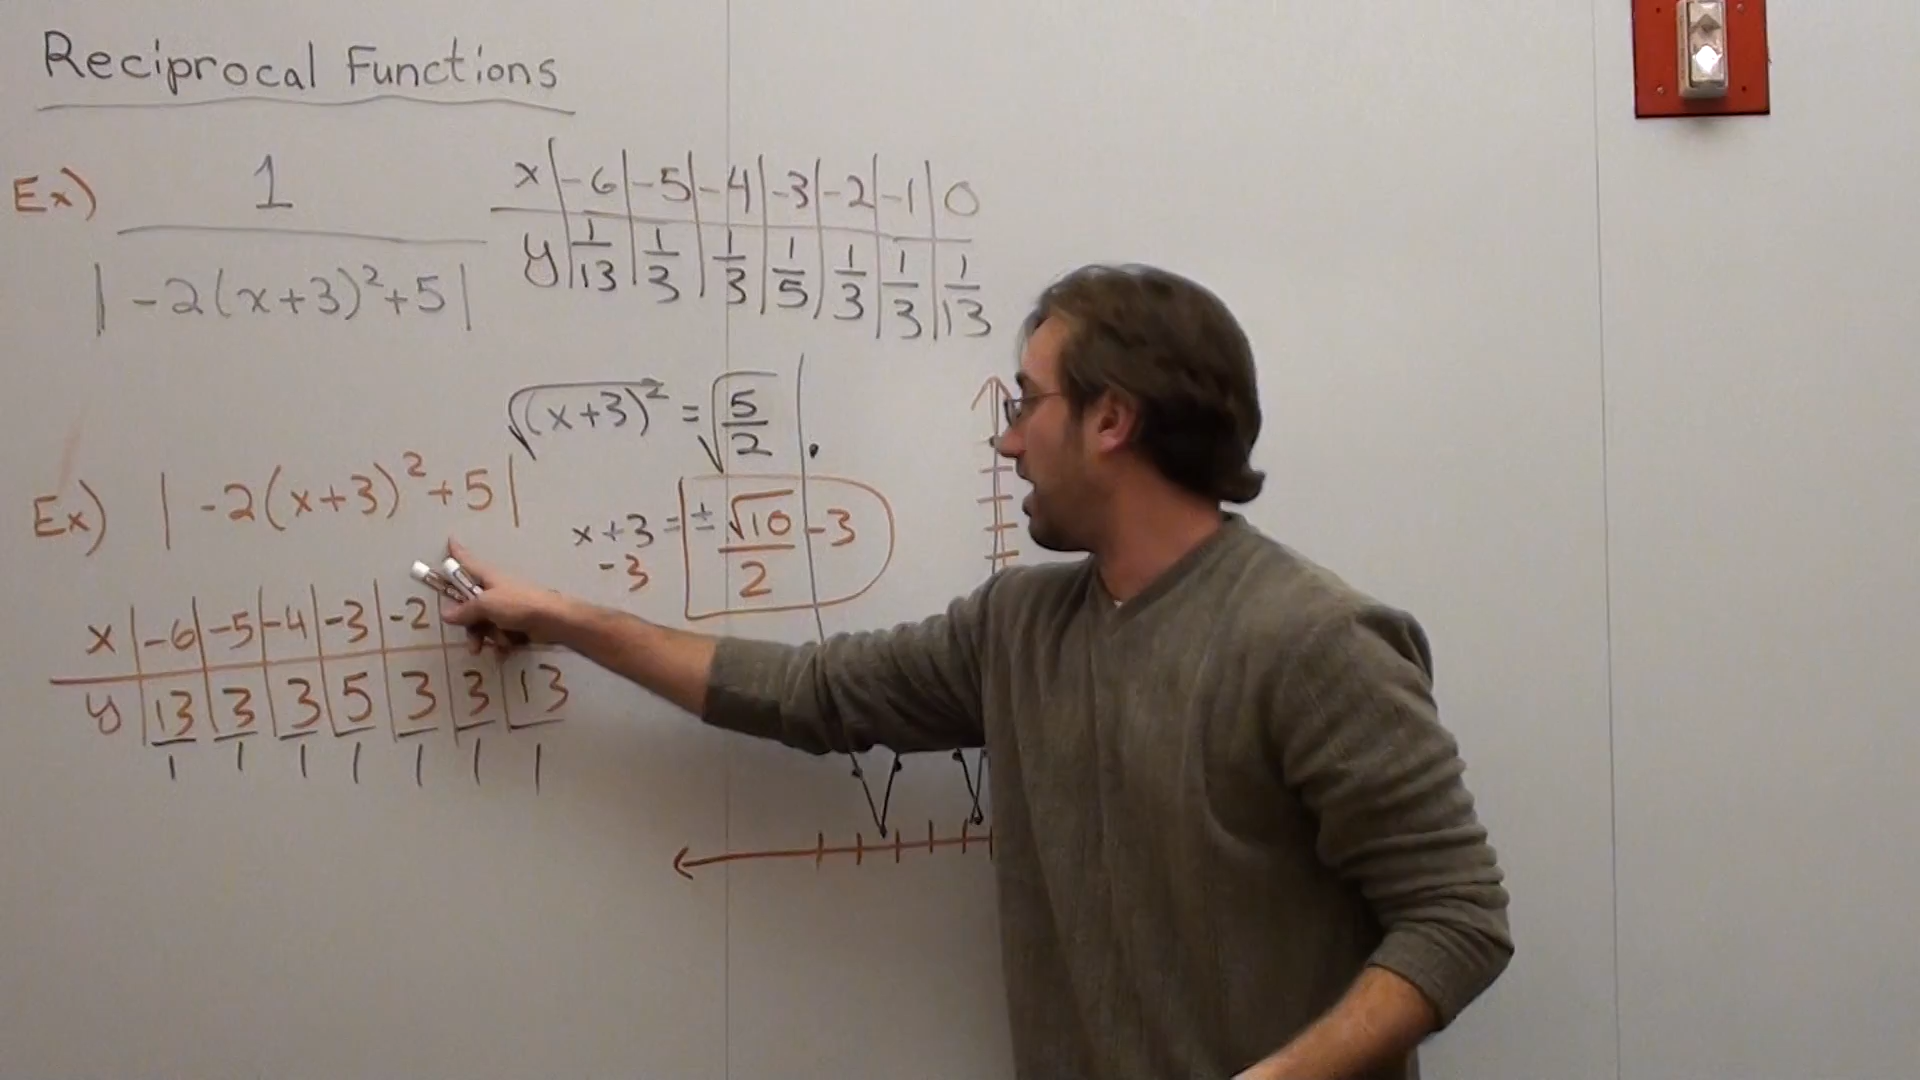 Reciprocal Functions
Ex) 1 / |-2(x+3)²+5|
x | -6 | -5 | -4 | -3 | -2 | -1 | 0
y | 1/13 | 1/3 | 1/3 | 1/5 | 1/3 | 1/3 | 1/13
√(x+3)² = √5/2
Ex) |-2(x+3)²+5|
x+3 = ± √10/2 -3
-3
x | -6 | -5 | -4 | -3 | -2
y | 13 | 3 | 3 | 5 | 3 | 3 | 13
1 1 1 1 1 1 1